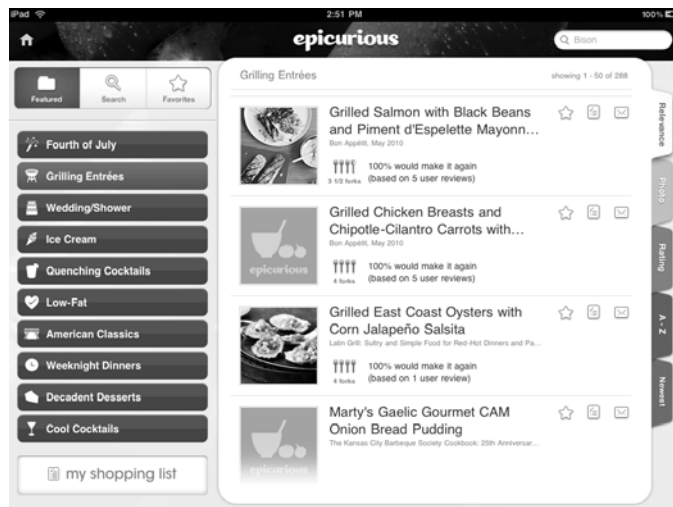 iPad
2:51 PM
100%
epicurious
Bison
Featured
Search
Favorites
Fourth of July
Grilling Entrées
Wedding/Shower
Ice Cream
Quenching Cocktails
Low-Fat
American Classics
Weeknight Dinners
Decadent Desserts
Cool Cocktails
my shopping list
Grilling Entrées
showing 1 - 50 of 288
Grilled Salmon with Black Beans
and Piment d'Espelette Mayonn...
Bon Appétit, May 2010
3 1/2 forks
100% would make it again
(based on 5 user reviews)
epicurious
Grilled Chicken Breasts and
Chipotle-Cilantro Carrots with...
Bon Appétit, May 2010
4 forks
100% would make it again
(based on 5 user reviews)
Grilled East Coast Oysters with
Corn Jalapeño Salsita
Latin Grill: Sultry and Simple Food for Red-Hot Dinners and Pa...
4 forks
100% would make it again
(based on 1 user review)
epicurious
Marty's Gaelic Gourmet CAM
Onion Bread Pudding
The Kansas City Barbeque Society Cookbook: 25th Anniversar...
Relevance
Photo
Rating
A - Z
Newest